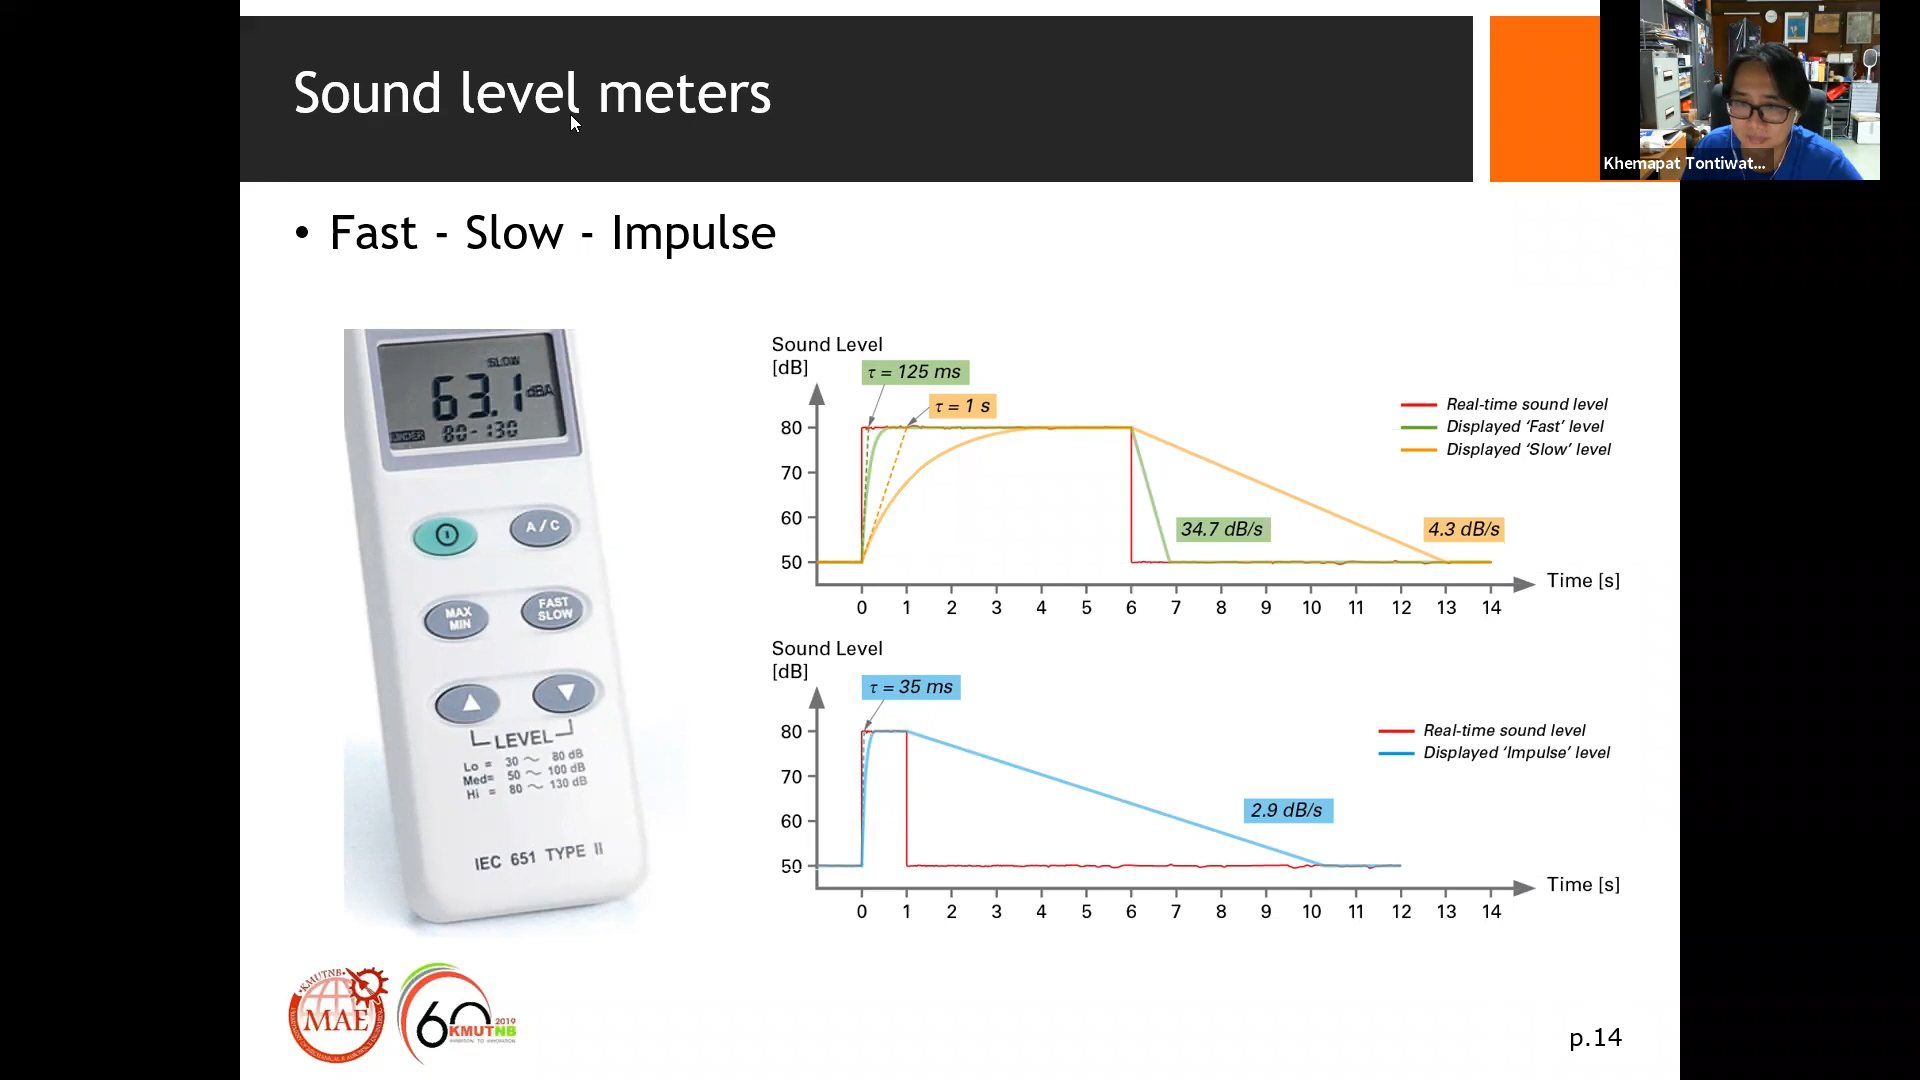 Sound level meters
Khemapat Tontiwat...
• Fast - Slow - Impulse
SLOW
63.1 dBA
UNDER 80-130
A/C
MAX
MIN
FAST
SLOW
LEVEL
Lo = 30 ~ 80 dB
Med= 50 ~ 100 dB
Hi = 80 ~ 130 dB
IEC 651 TYPE II
Sound Level
[dB]
τ = 125 ms
τ = 1 s
Real-time sound level
Displayed ‘Fast’ level
Displayed ‘Slow’ level
80
70
60
50
34.7 dB/s
4.3 dB/s
Time [s]
0 1 2 3 4 5 6 7 8 9 10 11 12 13 14
Sound Level
[dB]
τ = 35 ms
Real-time sound level
Displayed ‘Impulse’ level
80
70
60
50
2.9 dB/s
Time [s]
0 1 2 3 4 5 6 7 8 9 10 11 12 13 14
KMUTNB
MAE
60
2019
KMUTNB
p.14